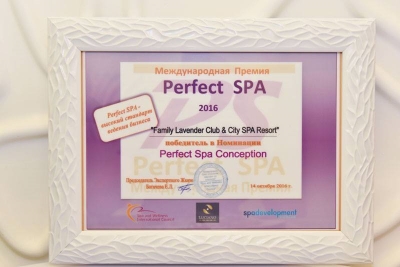 Международная Премия
Perfect SPA
2016
Perfect SPA -
высокий стандарт
ведения бизнеса
"Family Lavender Club & City SPA Resort"
победитель в Номинации
Perfect Spa Conception
Председатель Экспертного Жюри
14 октября 2016 г
spadevelopment